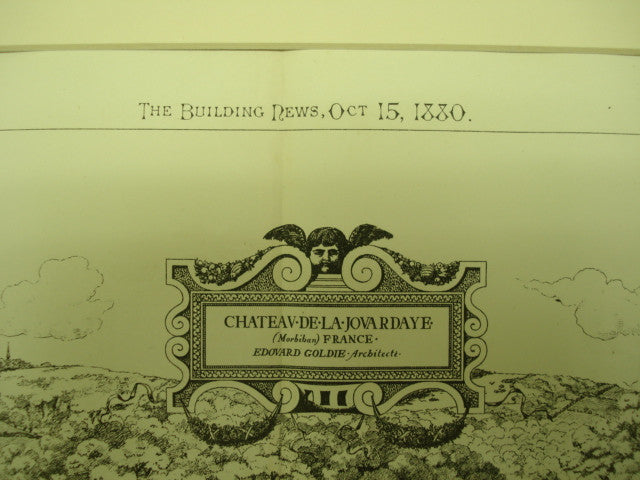 THE BUILDING NEWS, OCT 15, 1880.
CHATEAV·DE·LA·JOVARDAYE·
(Morbihan) FRANCE·
EDOVARD GOLDIE·Architecte·